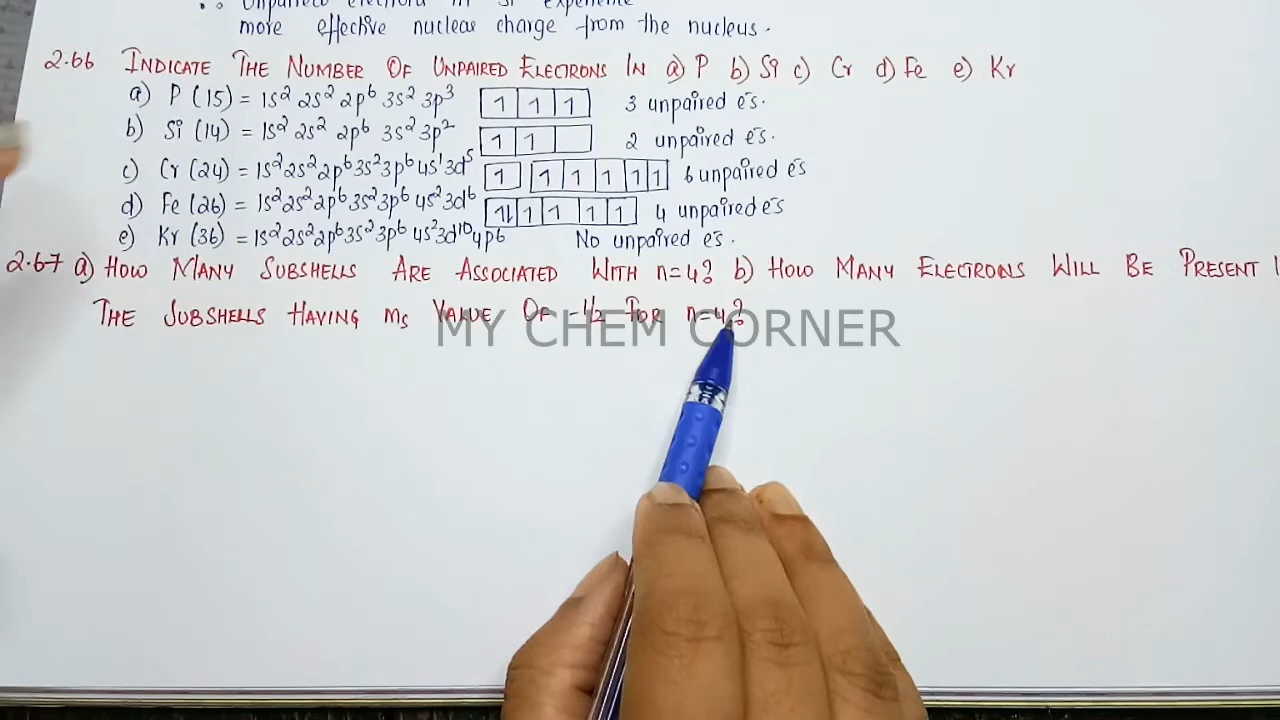 more effective nuclear charge from the nucleus.
2.66 INDICATE THE NUMBER OF UNPAIRED ELECTRONS IN a) P b) Si c) Cr d) Fe e) Kr
a) P (15) = 1s² 2s² 2p⁶ 3s² 3p³ 1 1 1 3 unpaired es.
b) Si (14) = 1s² 2s² 2p⁶ 3s² 3p² 1 1 2 unpaired es.
c) Cr (24) = 1s² 2s² 2p⁶ 3s² 3p⁶ 4s¹ 3d⁵ 1 1 1 1 1 1 6 unpaired es
d) Fe (26) = 1s² 2s² 2p⁶ 3s² 3p⁶ 4s² 3d⁶ 1⇂ 1 1 1 1 4 unpaired es
e) Kr (36) = 1s² 2s² 2p⁶ 3s² 3p⁶ 4s² 3d¹⁰ 4p6 No unpaired es.
2.67 a) HOW MANY SUBSHELLS ARE ASSOCIATED WITH n=4? b) HOW MANY ELECTRONS WILL BE PRESENT
THE SUBSHELLS HAVING ms VALUE OF -1/2 FOR n=4?
MY CHEM CORNER